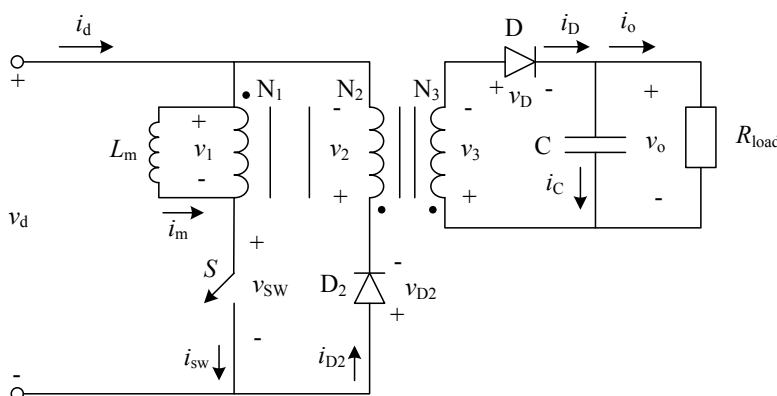 i_d
D
i_D
i_o
+
N_1
N_2
N_3
+
v_D
-
+
-
-
+
L_m
v_1
v_2
v_3
C
v_o
R_load
-
+
+
i_C
-
i_m
v_d
+
-
S
v_SW
D_2
v_D2
+
-
i_sw
i_D2
-